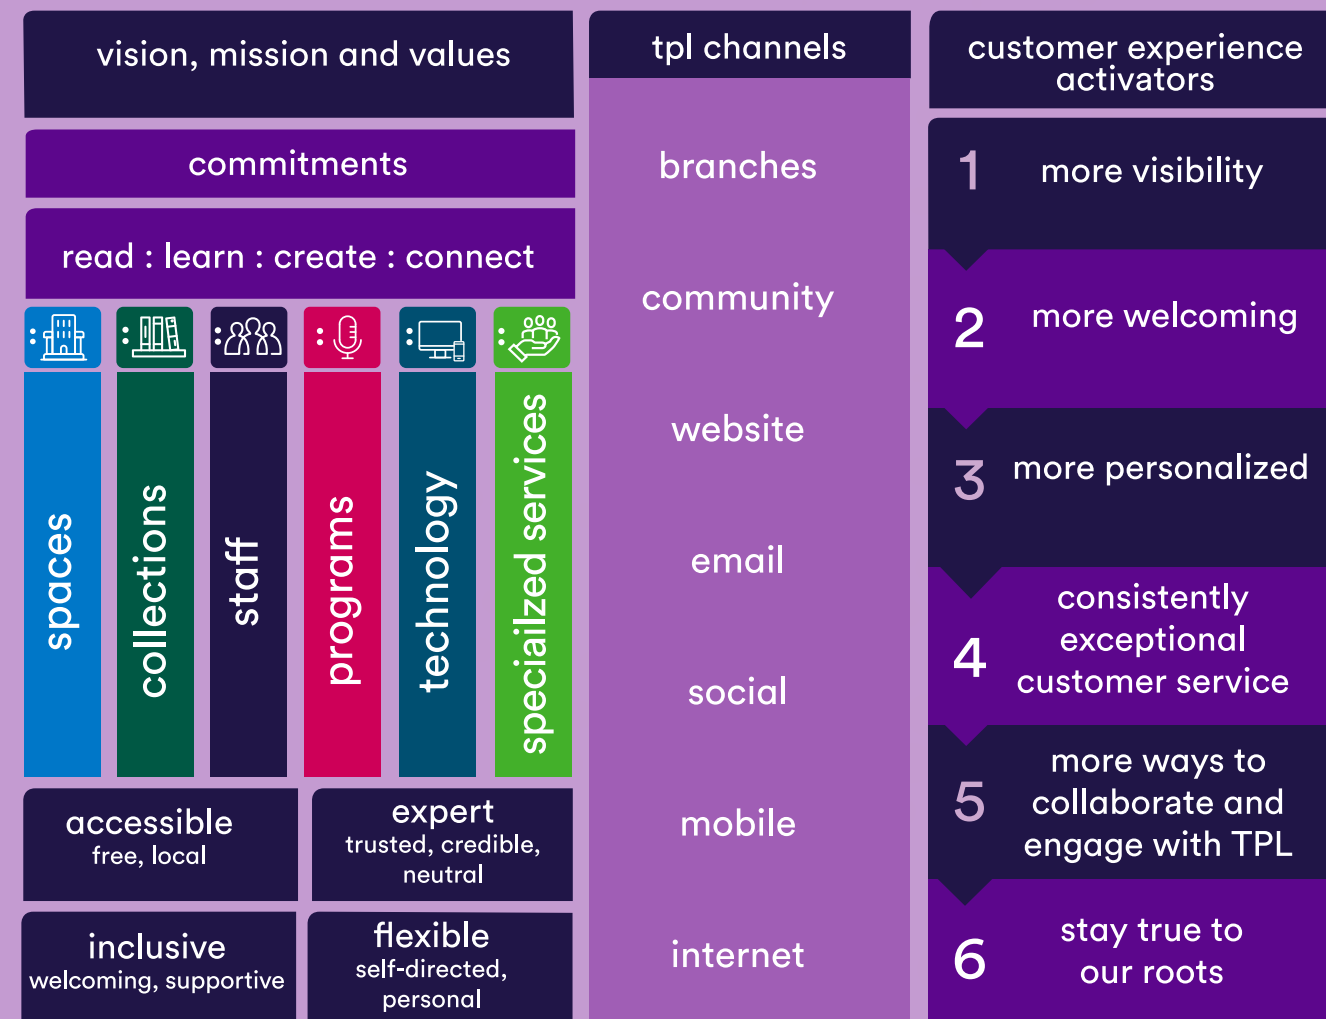 vision, mission and values
commitments
read : learn : create : connect
:
:
:
:
:
:
spaces
collections
staff
programs
technology
speciailzed services
accessible
free, local
expert
trusted, credible,
neutral
inclusive
welcoming, supportive
flexible
self-directed,
personal
tpl channels
branches
community
website
email
social
mobile
internet
customer experience
activators
1 more visibility
2 more welcoming
3 more personalized
4 consistently
exceptional
customer service
5 more ways to
collaborate and
engage with TPL
6 stay true to
our roots